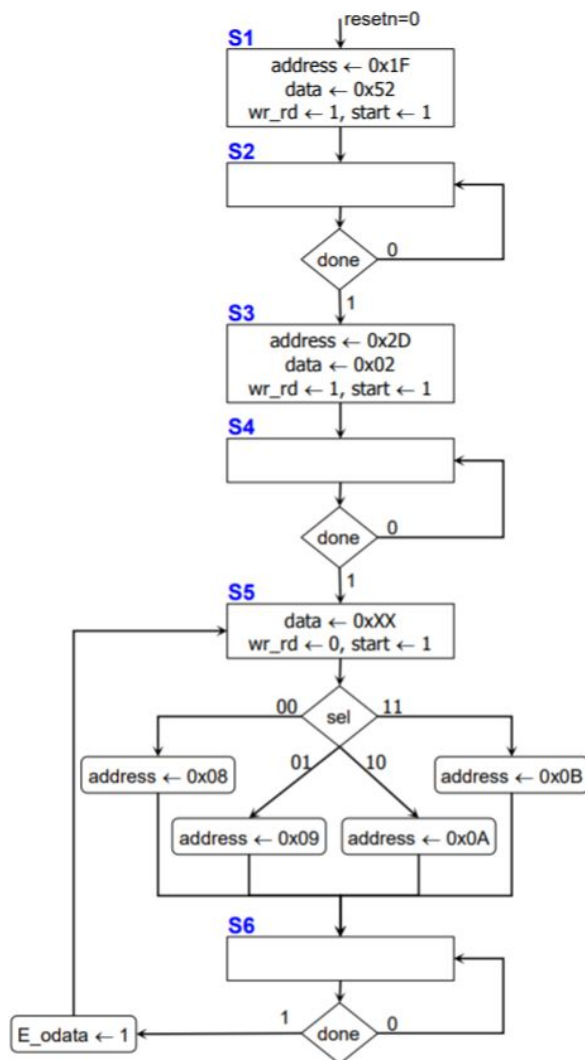 resetn=0
S1
address ← 0x1F
data ← 0x52
wr_rd ← 1, start ← 1
S2
done
0
1
S3
address ← 0x2D
data ← 0x02
wr_rd ← 1, start ← 1
S4
done
0
1
S5
data ← 0xXX
wr_rd ← 0, start ← 1
00
sel
11
01
10
address ← 0x08
address ← 0x0B
address ← 0x09
address ← 0x0A
S6
E_odata ← 1
1
done
0